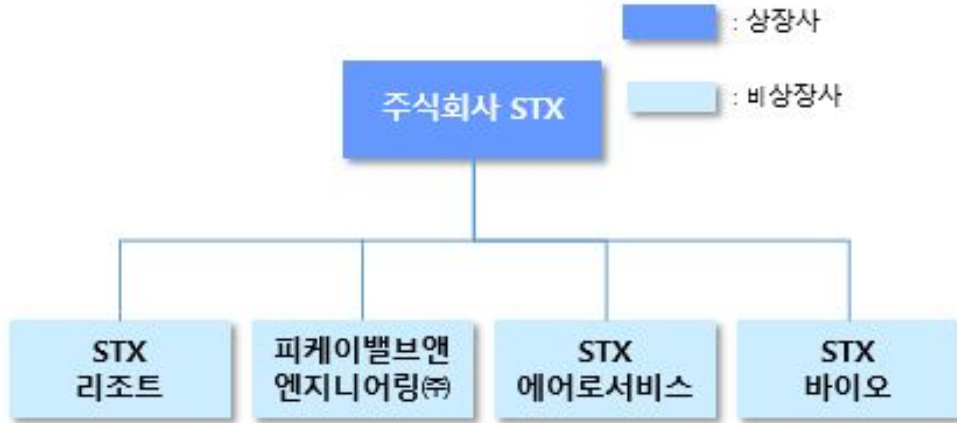 : 상장사
주식회사 STX
: 비상장사
STX
리조트
피케이밸브앤
엔지니어링㈜
STX
에어로서비스
STX
바이오